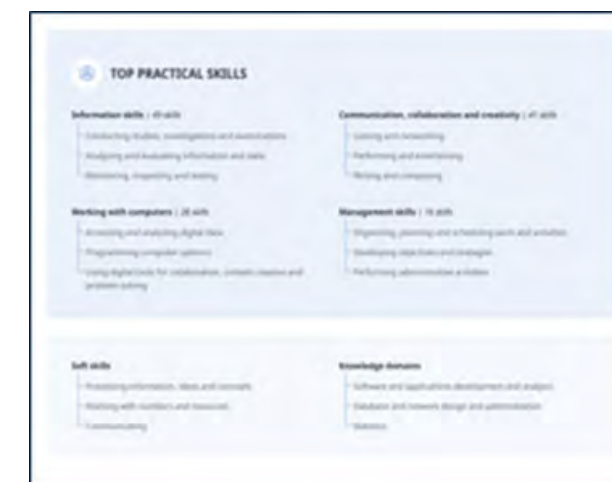 TOP PRACTICAL SKILLS
Information skills | 49 skills
Conducting studies, investigations and examinations
Analysing and evaluating information and data
Monitoring, inspecting and testing
Communication, collaboration and creativity | 41 skills
Liaising and networking
Performing and entertaining
Writing and composing
Working with computers | 28 skills
Accessing and analysing digital data
Programming computer systems
Using digital tools for collaboration, content creation and
problem solving
Management skills | skills
Organising, planning and scheduling work and activities
Developing objectives and strategies
Performing administrative activities
Soft skills
Processing information, ideas and concepts
Working with numbers and measures
Communicating
Knowledge domains
Software and applications development and analysis
Database and network design and administration
Statistics